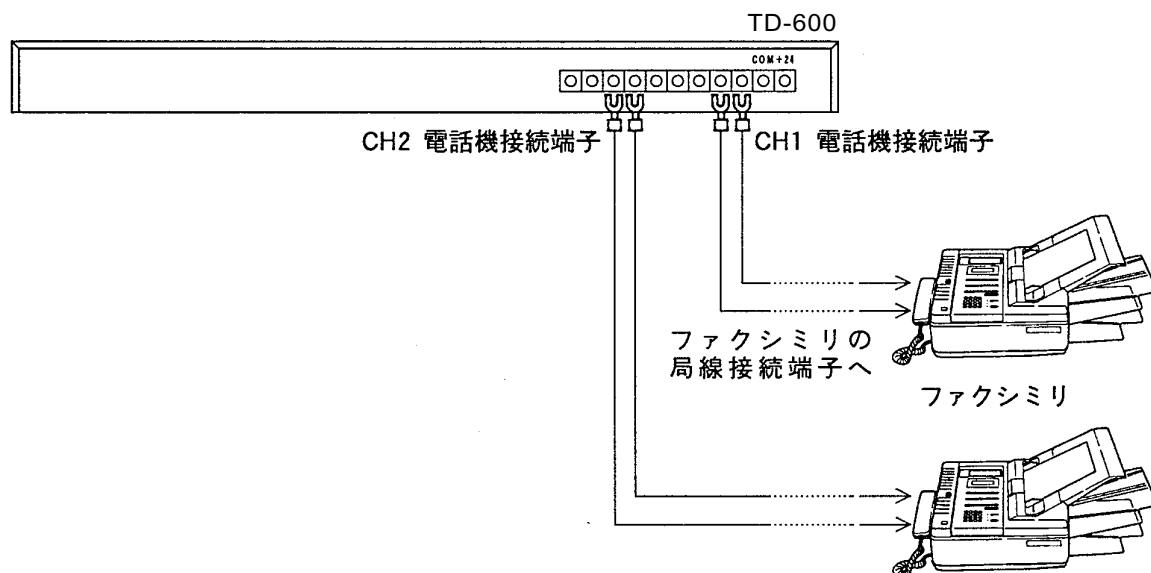 TD-600
COM+24
CH2 電話機接続端子
CH1 電話機接続端子
ファクシミリの
局線接続端子へ
ファクシミリ